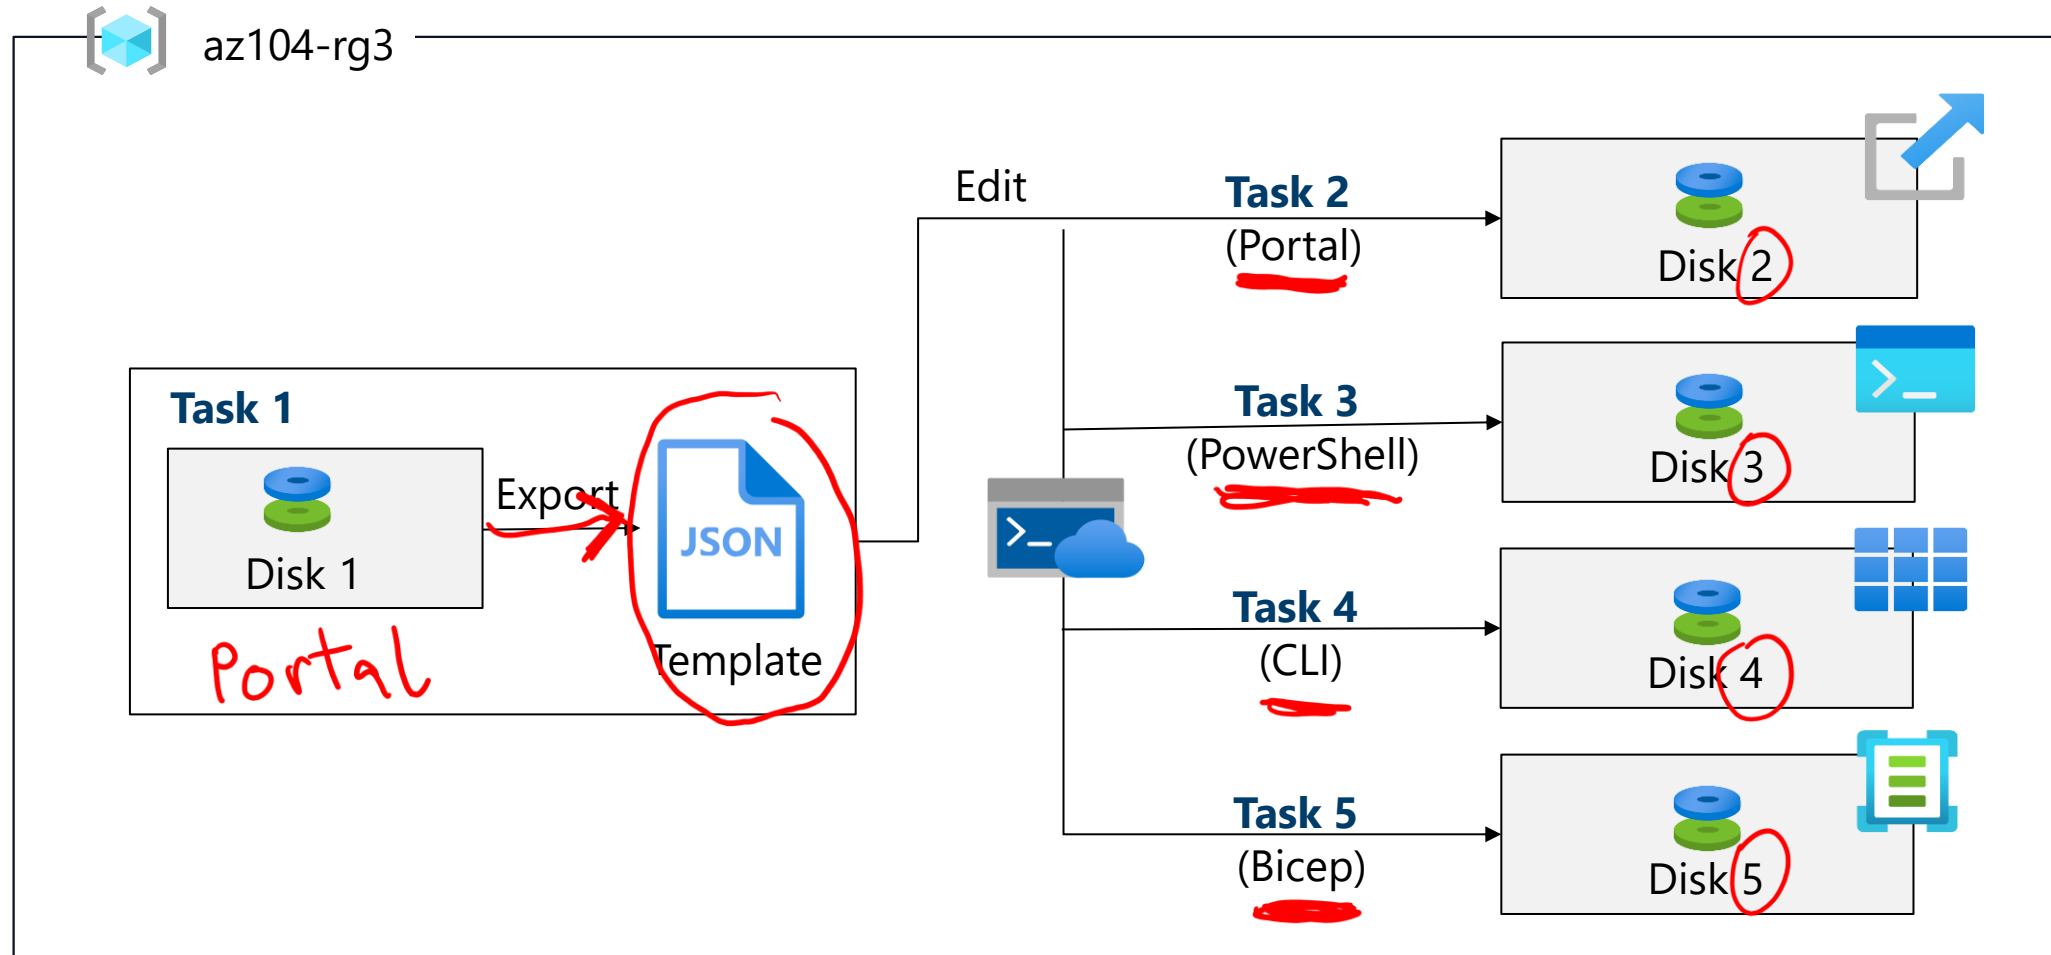 az104-rg3
Task 1
Disk 1
Export
JSON
Template
Portal
Edit
Task 2
(Portal)
Disk 2
Task 3
(PowerShell)
Disk 3
>_
>_
Task 4
(CLI)
Disk 4
Task 5
(Bicep)
Disk 5